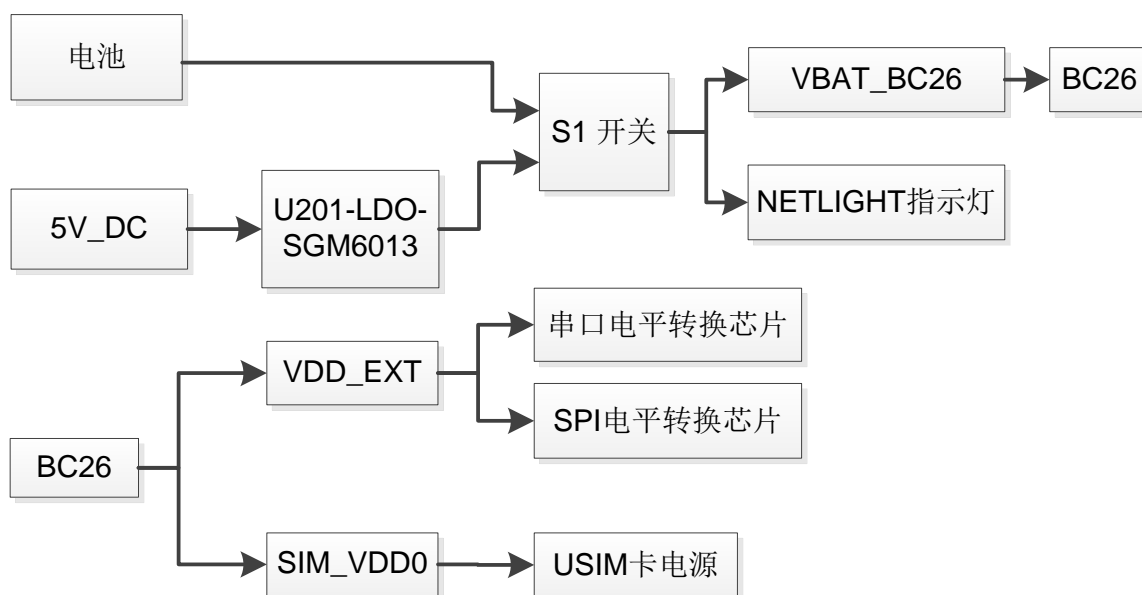 电池
S1 开关
VBAT_BC26
BC26
5V_DC
U201-LDO-
SGM6013
NETLIGHT指示灯
BC26
VDD_EXT
串口电平转换芯片
SPI电平转换芯片
SIM_VDD0
USIM卡电源